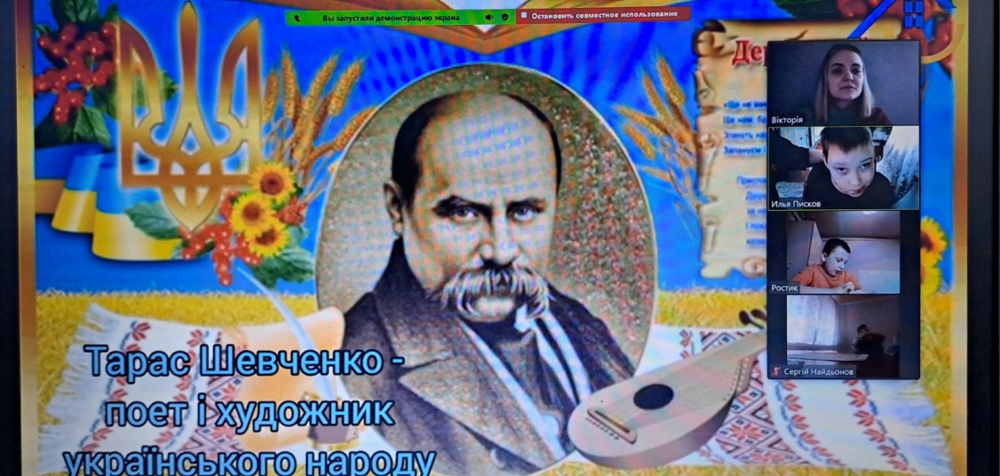 Вы запустили демонстрацию экрана
Остановить совместное использование
Вікторія
Илья Писков
Ростик
Сергій Найдьонов
Тарас Шевченко -
поет і художник
українського народу